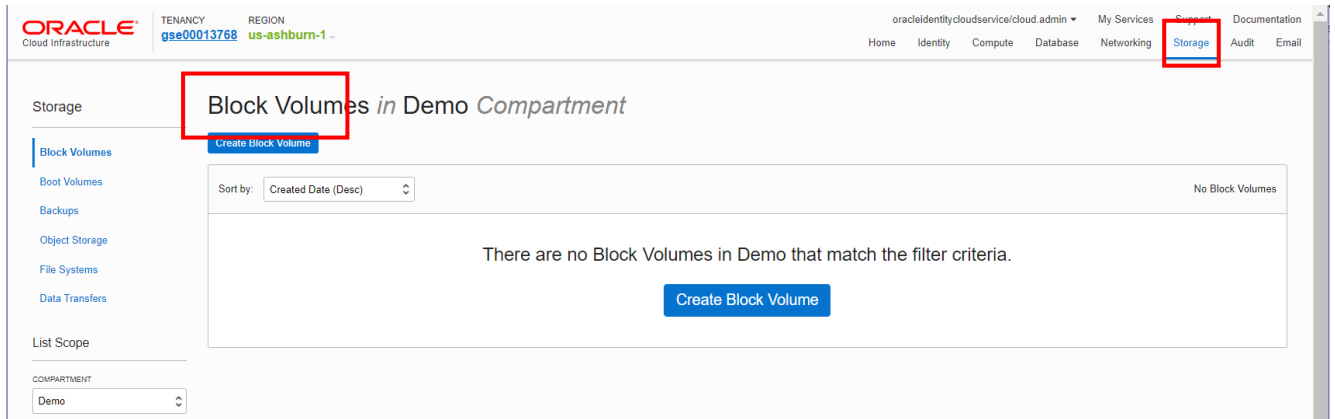 ORACLE®
Cloud Infrastructure
TENANCY
gse00013768
REGION
us-ashburn-1
oracleidentitycloudservice/cloud.admin
My Services
Support
Documentation
Home
Identity
Compute
Database
Networking
Storage
Audit
Email
Storage
Block Volumes
Boot Volumes
Backups
Object Storage
File Systems
Data Transfers
List Scope
COMPARTMENT
Demo
Block Volumes in Demo Compartment
Create Block Volume
Sort by: Created Date (Desc)
No Block Volumes
There are no Block Volumes in Demo that match the filter criteria.
Create Block Volume